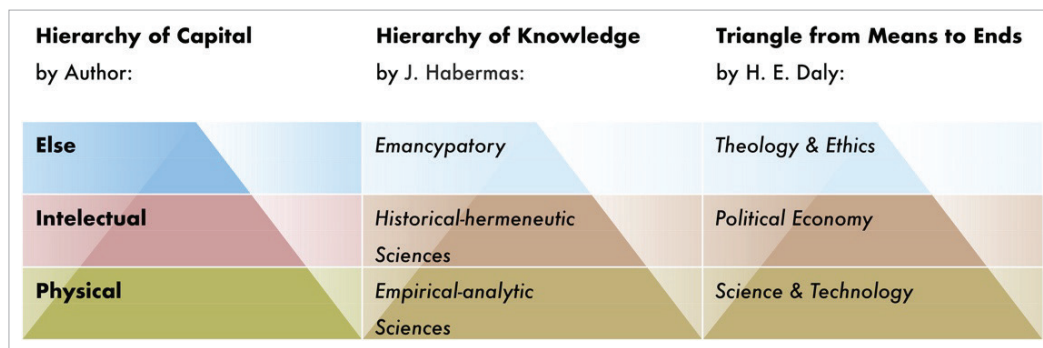 Hierarchy of Capital
by Author:
Hierarchy of Knowledge
by J. Habermas:
Triangle from Means to Ends
by H. E. Daly:
Else
Emancypatory
Theology & Ethics
Intelectual
Historical-hermeneutic
Sciences
Political Economy
Physical
Empirical-analytic
Sciences
Science & Technology